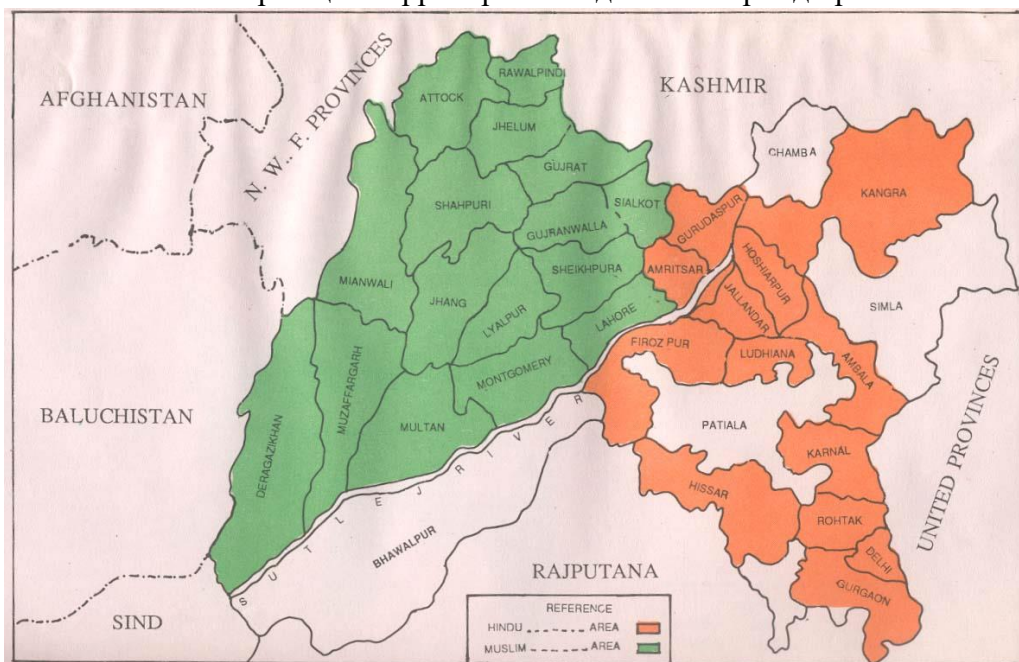 AFGHANISTAN
N. W.. F. PROVINCES
KASHMIR
BALUCHISTAN
SIND
RAJPUTANA
UNITED PROVINCES
RAWALPINDI
ATTOCK
JHELUM
GUJRAT
SHAHPURI
SIALKOT
GUJRANWALLA
SHEIKHPURA
MIANWALI
JHANG
LYALPUR
LAHORE
MONTGOMERY
MULTAN
MUZAFFARGARH
DERAGAZIKHAN
SUTLEJ RIVER
BHAWALPUR
CHAMBA
KANGRA
GURUDASPUR
AMRITSAR
HOSHIARPUR
JALLANDAR
SIMLA
FIROZ PUR
LUDHIANA
AMBALA
PATIALA
KARNAL
HISSAR
ROHTAK
DELHI
GURGAON
REFERENCE
HINDU AREA
MUSLIM AREA